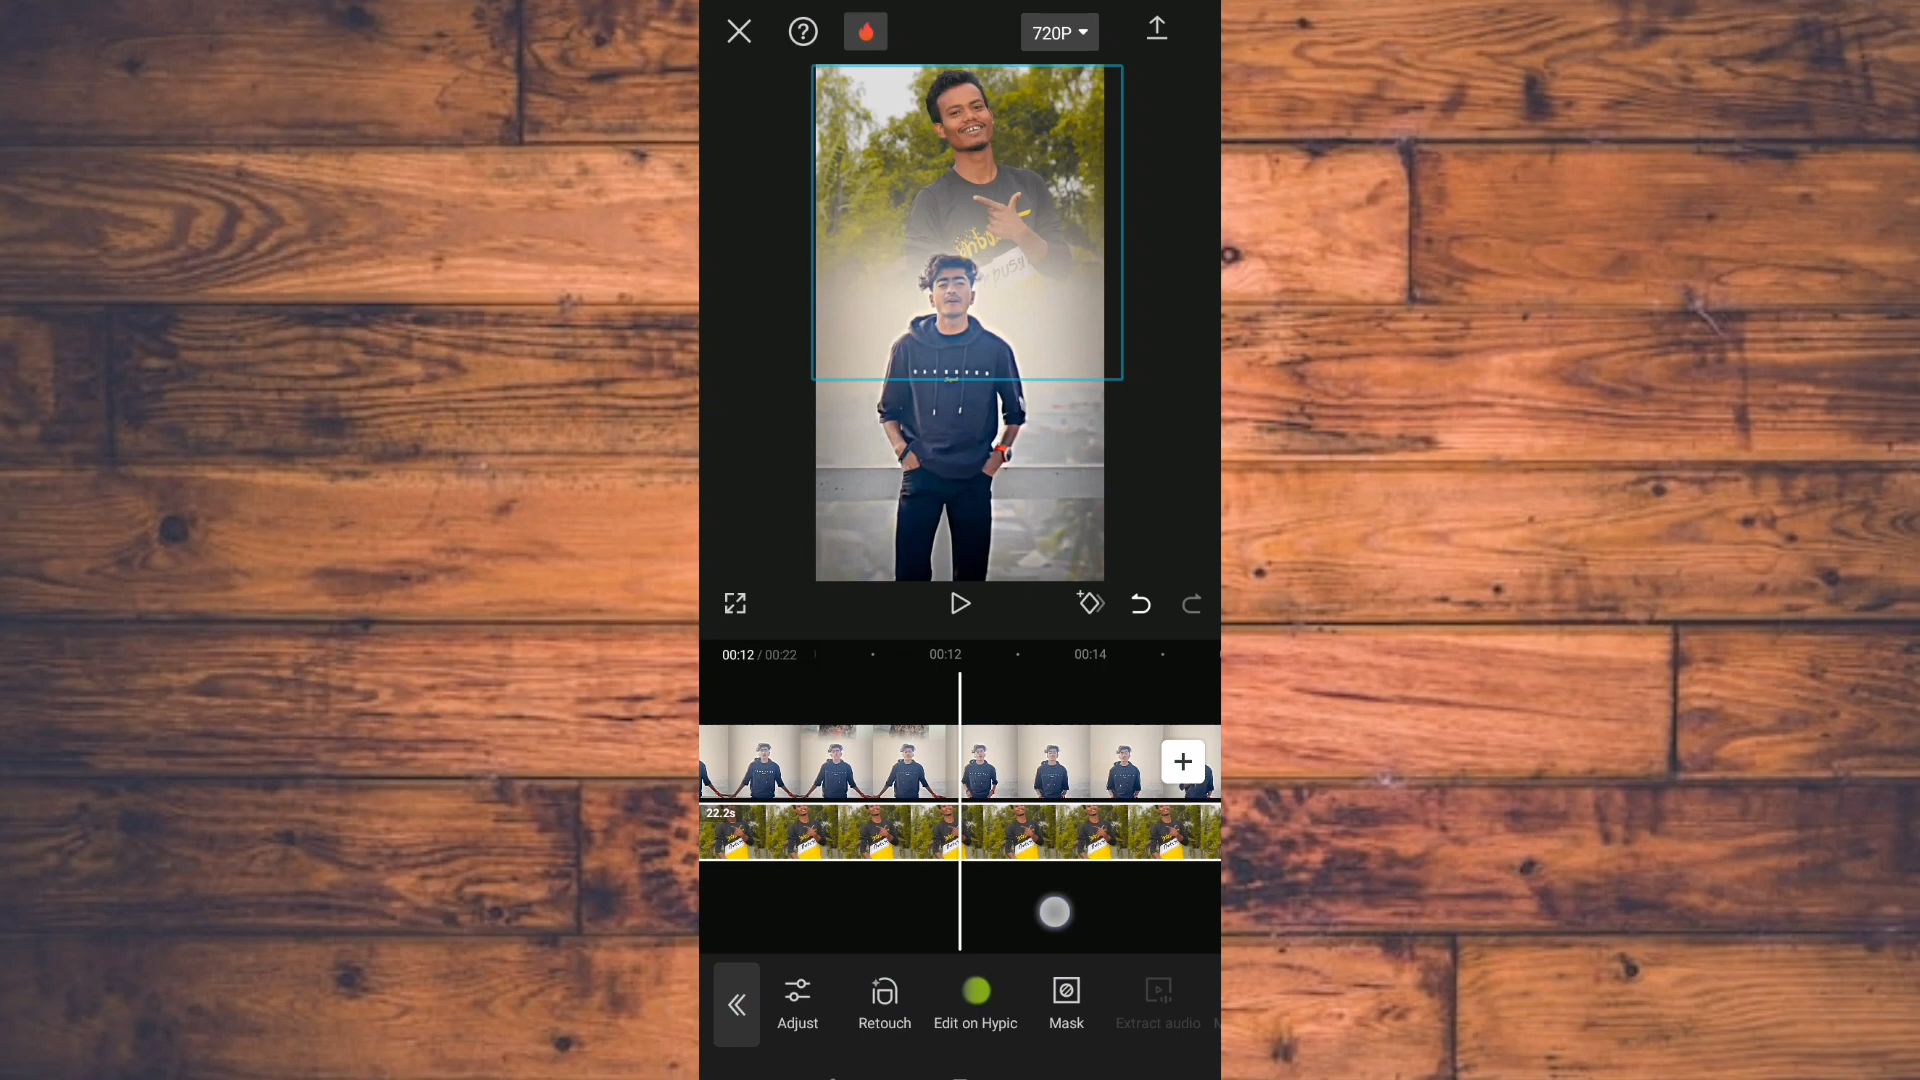 720P
00:12 / 00:22
00:12
00:14
22.2s
Adjust
Retouch
Edit on Hypic
Mask
Extract audio